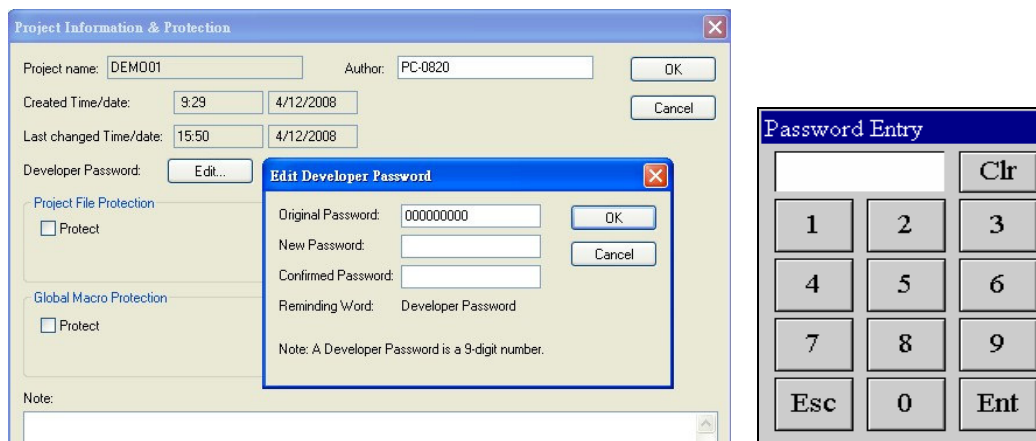 Project Information & Protection
Project name: DEMO01 Author: PC-0820 OK
Created Time/date: 9:29 4/12/2008 Cancel
Last changed Time/date: 15:50 4/12/2008
Developer Password: Edit...
Project File Protection
Protect
Global Macro Protection
Protect
Note:
Edit Developer Password
Original Password: 000000000 OK
New Password: Cancel
Confirmed Password:
Reminding Word: Developer Password
Note: A Developer Password is a 9-digit number.
Password Entry
Clr
1 2 3
4 5 6
7 8 9
Esc 0 Ent